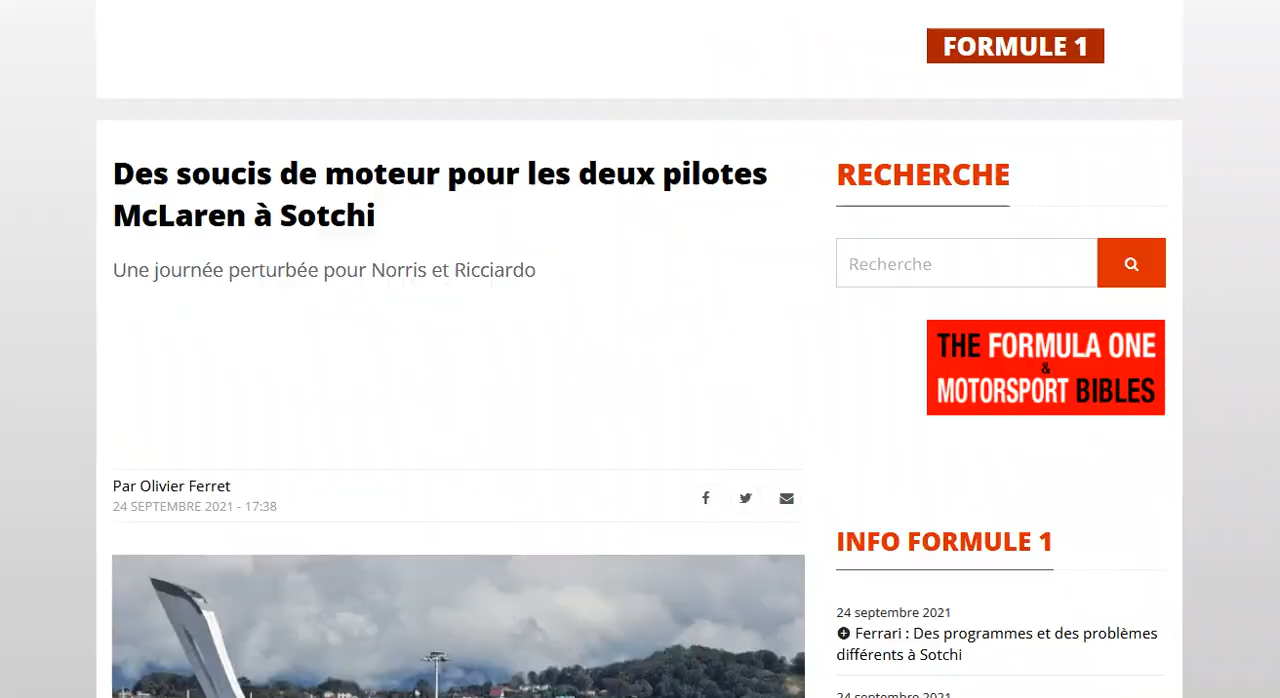 FORMULE 1
Des soucis de moteur pour les deux pilotes
McLaren à Sotchi
Une journée perturbée pour Norris et Ricciardo
Par Olivier Ferret
24 SEPTEMBRE 2021 - 17:38
RECHERCHE
Recherche
THE FORMULA ONE
&
MOTORSPORT BIBLES
INFO FORMULE 1
24 septembre 2021
Ferrari : Des programmes et des problèmes
différents à Sotchi
24 septembre 2021